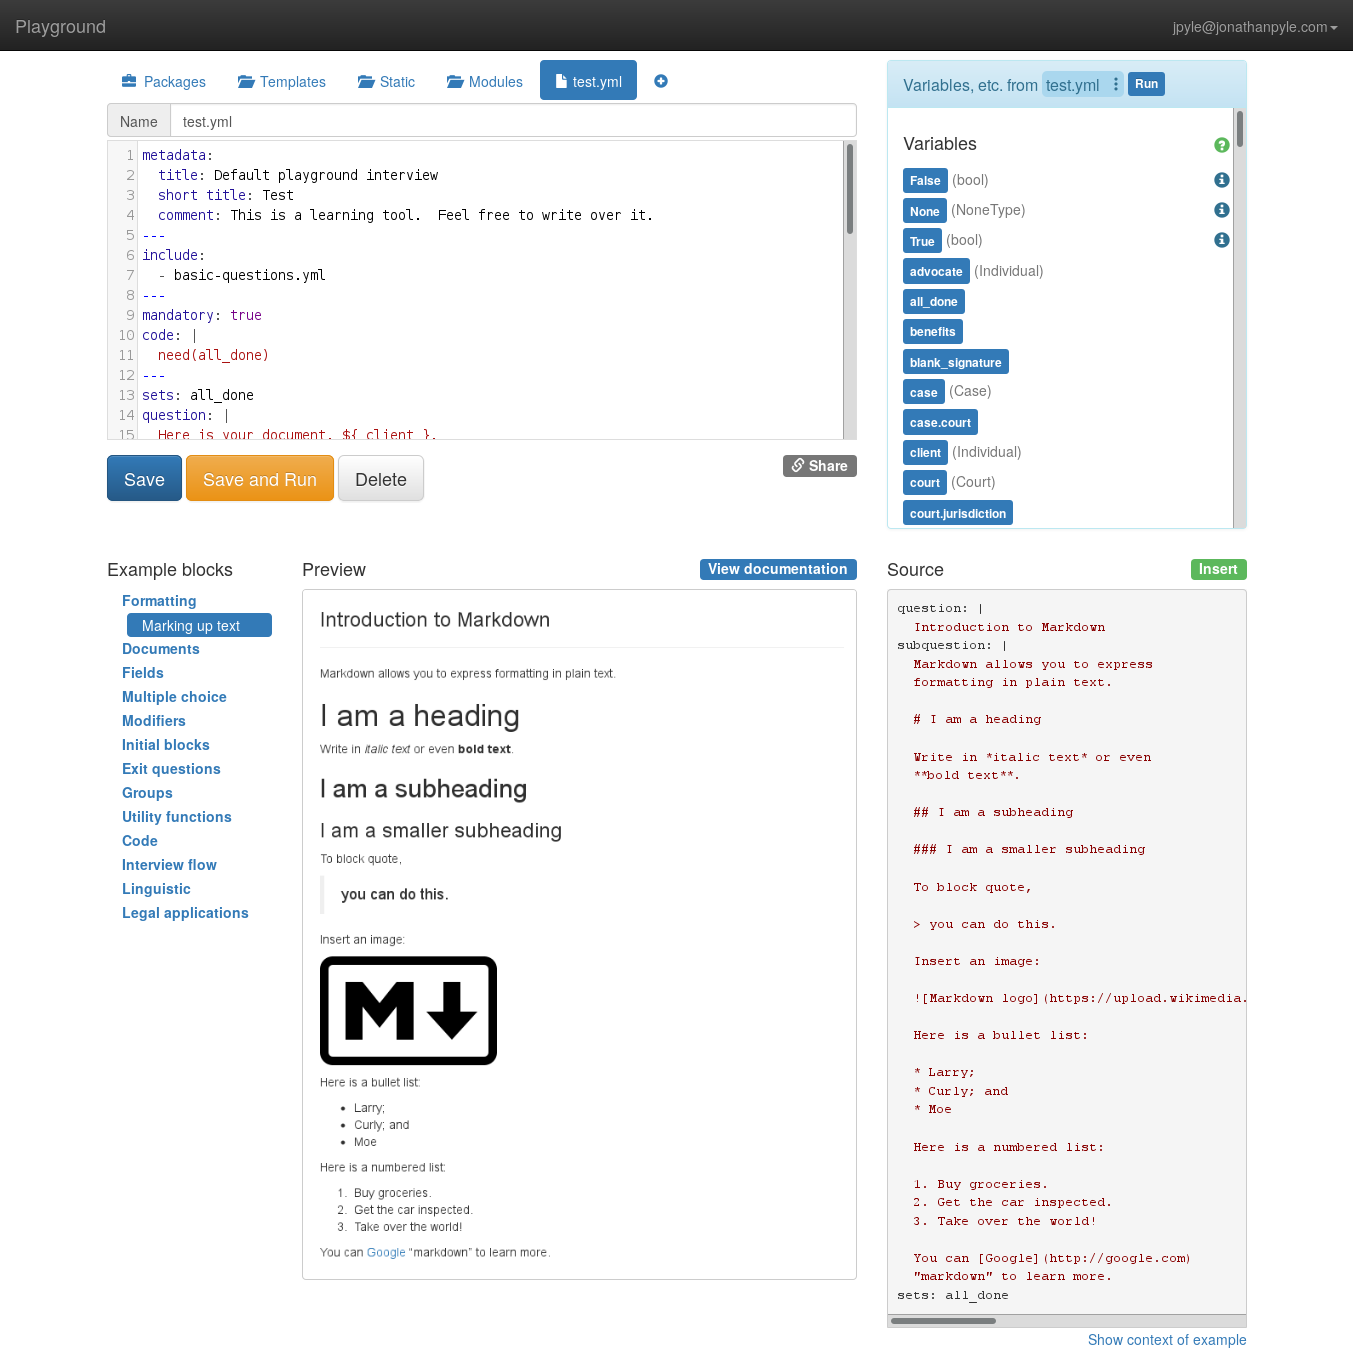 Playground
jpyle@jonathanpyle.com
Packages Templates Static Modules test.yml
Name test.yml
1 metadata:
2 title: Default playground interview
3 short title: Test
4 comment: This is a learning tool.  Feel free to write over it.
5 ---
6 include:
7 - basic-questions.yml
8 ---
9 mandatory: true
10 code: |
11 need(all_done)
12 ---
13 sets: all_done
14 question: |
15 Here is your document, ${ client }.
Save Save and Run Delete
Share
Variables, etc. from test.yml Run
Variables
False (bool)
None (NoneType)
True (bool)
advocate (Individual)
all_done
benefits
blank_signature
case (Case)
case.court
client (Individual)
court (Court)
court.jurisdiction
Example blocks
Formatting
Marking up text
Documents
Fields
Multiple choice
Modifiers
Initial blocks
Exit questions
Groups
Utility functions
Code
Interview flow
Linguistic
Legal applications
Preview View documentation
Introduction to Markdown
Markdown allows you to express formatting in plain text.
I am a heading
Write in italic text or even bold text.
I am a subheading
I am a smaller subheading
To block quote,
you can do this.
Insert an image:
M
Here is a bullet list:
• Larry;
• Curly; and
• Moe
Here is a numbered list:
1. Buy groceries.
2. Get the car inspected.
3. Take over the world!
You can Google "markdown" to learn more.
Source Insert
question: |
Introduction to Markdown
subquestion: |
Markdown allows you to express
formatting in plain text.
# I am a heading
Write in *italic text* or even
**bold text**.
## I am a subheading
### I am a smaller subheading
To block quote,
> you can do this.
Insert an image:
![Markdown logo](https://upload.wikimedia.
Here is a bullet list:
* Larry;
* Curly; and
* Moe
Here is a numbered list:
1. Buy groceries.
2. Get the car inspected.
3. Take over the world!
You can [Google](http://google.com)
"markdown" to learn more.
sets: all_done
Show context of example